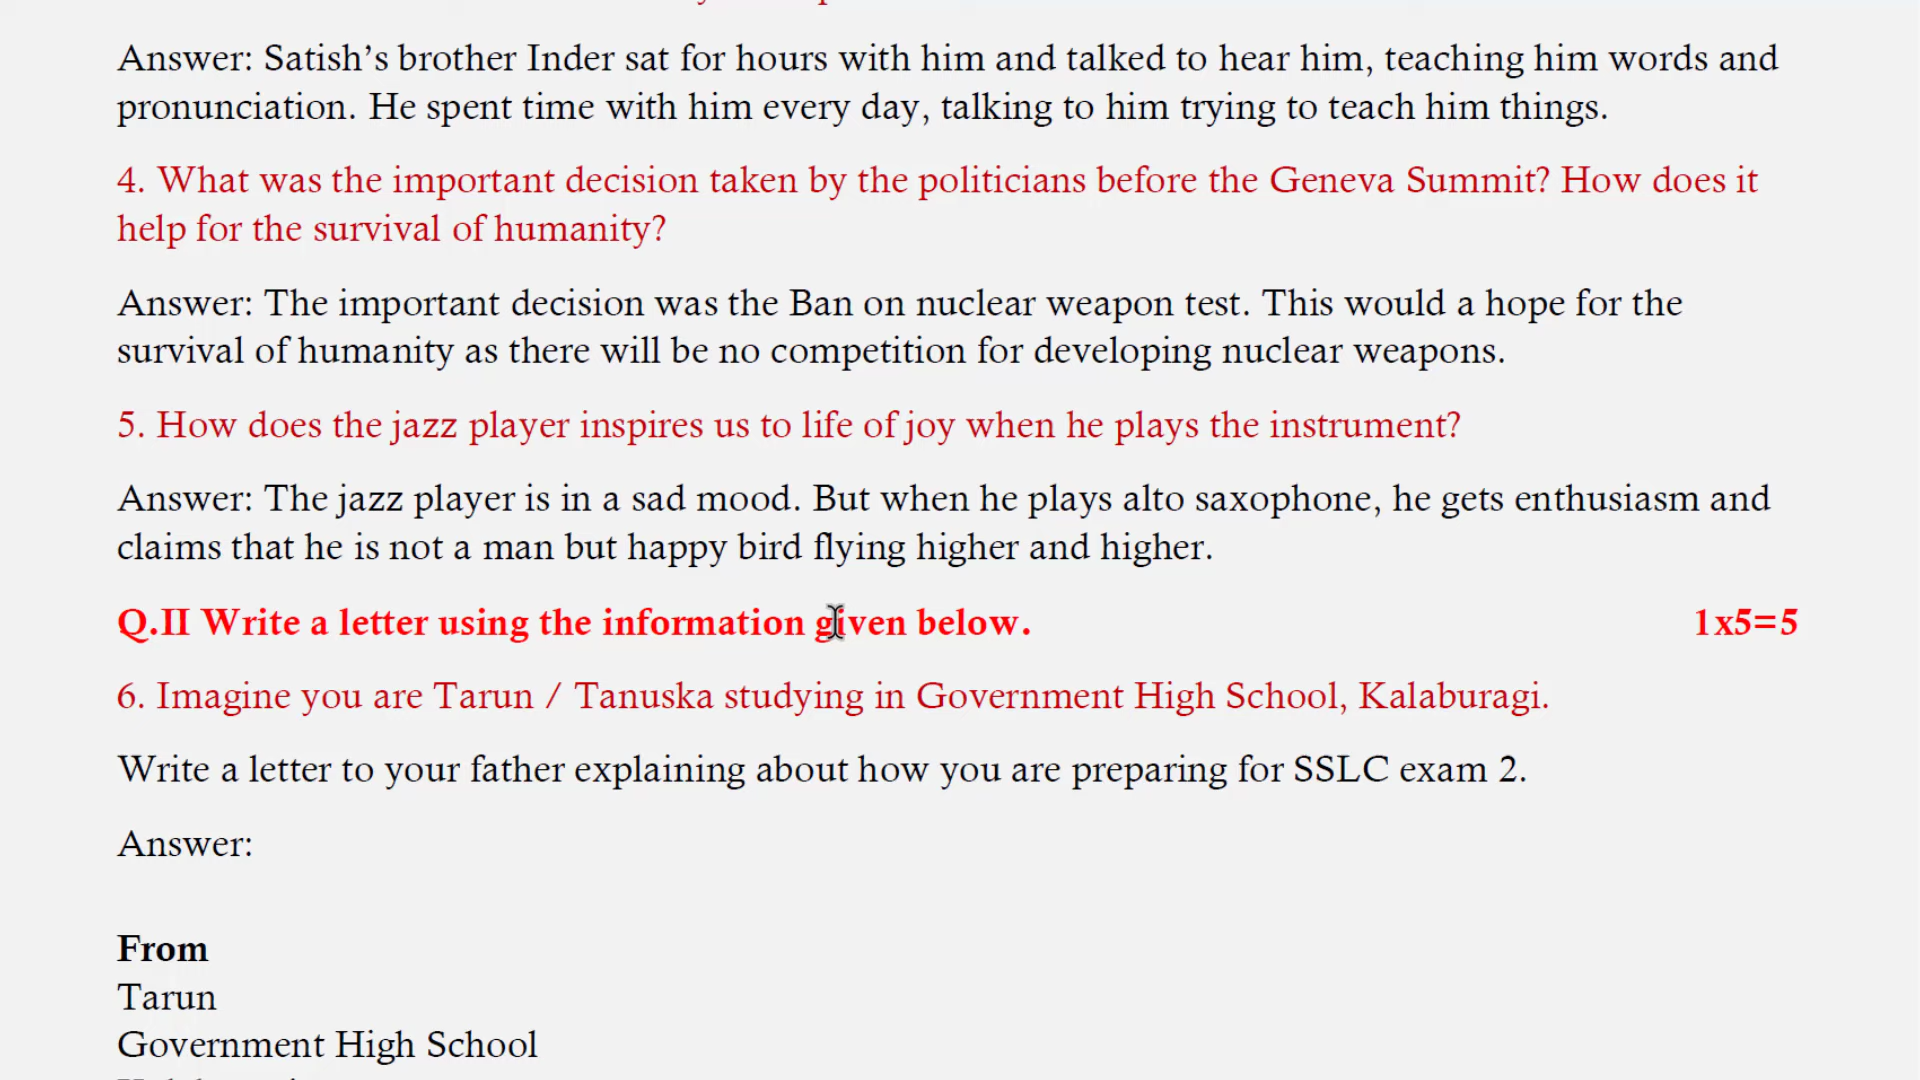 Answer: Satish’s brother Inder sat for hours with him and talked to hear him, teaching him words and
pronunciation. He spent time with him every day, talking to him trying to teach him things.
4. What was the important decision taken by the politicians before the Geneva Summit? How does it
help for the survival of humanity?
Answer: The important decision was the Ban on nuclear weapon test. This would a hope for the
survival of humanity as there will be no competition for developing nuclear weapons.
5. How does the jazz player inspires us to life of joy when he plays the instrument?
Answer: The jazz player is in a sad mood. But when he plays alto saxophone, he gets enthusiasm and
claims that he is not a man but happy bird flying higher and higher.
Q.II Write a letter using the information given below. 1x5=5
6. Imagine you are Tarun / Tanuska studying in Government High School, Kalaburagi.
Write a letter to your father explaining about how you are preparing for SSLC exam 2.
Answer:
From
Tarun
Government High School